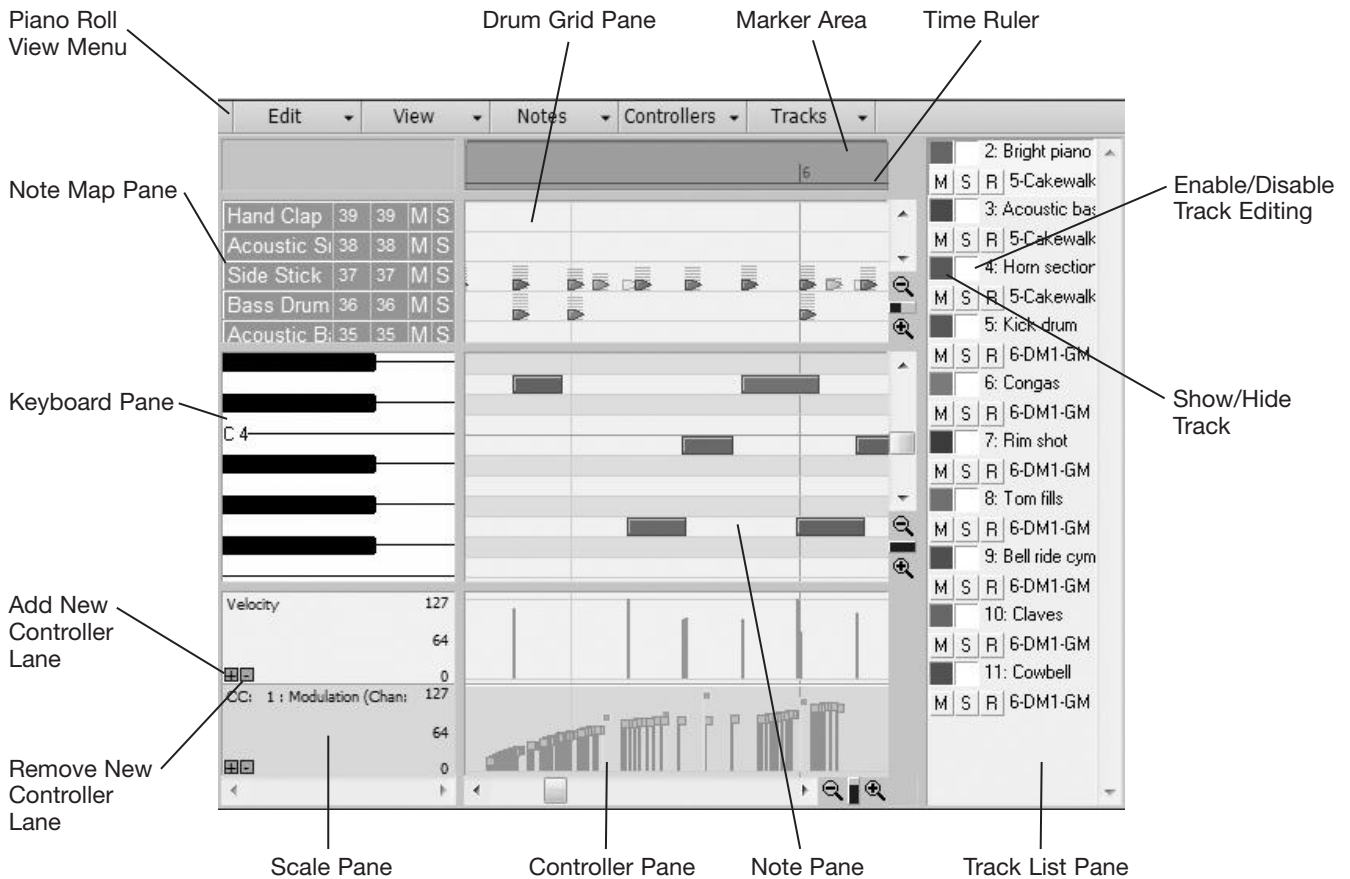 Piano Roll
View Menu
Drum Grid Pane
Marker Area
Time Ruler
Edit View Notes Controllers Tracks
6
Note Map Pane
Hand Clap 39 39 M S
Acoustic Sn 38 38 M S
Side Stick 37 37 M S
Bass Drum 36 36 M S
Acoustic Ba 35 35 M S
Keyboard Pane
C 4
Add New
Controller
Lane
Velocity 127
64
0
CC: 1 : Modulation (Chan: 127
64
0
Remove New
Controller
Lane
2: Bright piano
M S R 5-Cakewalk
3: Acoustic bas
M S R 5-Cakewalk
4: Horn section
M S R 5-Cakewalk
5: Kick drum
M S R 6-DM1-GM
6: Congas
M S R 6-DM1-GM
7: Rim shot
M S R 6-DM1-GM
8: Tom fills
M S R 6-DM1-GM
9: Bell ride cym
M S R 6-DM1-GM
10: Claves
M S R 6-DM1-GM
11: Cowbell
M S R 6-DM1-GM
Enable/Disable
Track Editing
Show/Hide
Track
Scale Pane
Controller Pane
Note Pane
Track List Pane